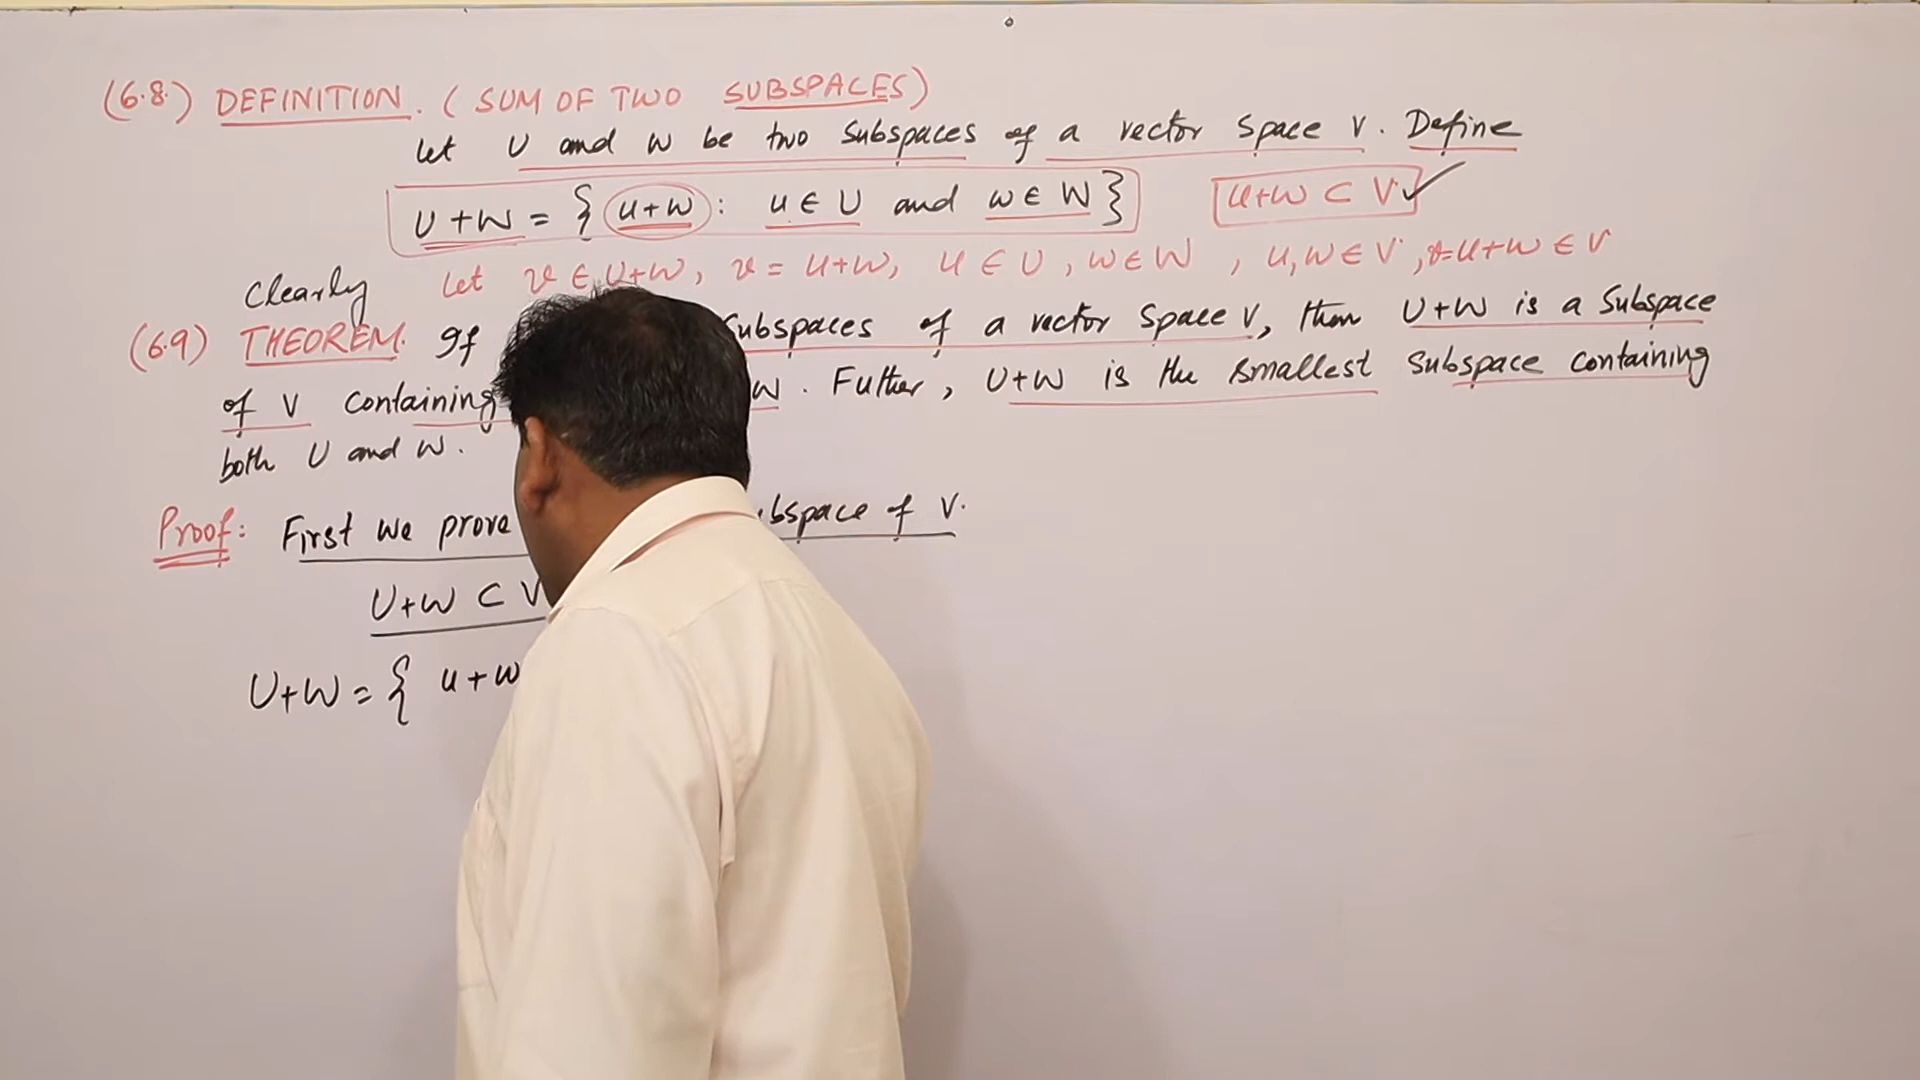 (6.8.) DEFINITION. (SUM OF TWO SUBSPACES)
Let U and W be two subspaces of a vector space V. Define
U+W = { u+w : u ∈ U and w ∈ W } U+W ⊂ V ✓
Clearly Let v ∈ U+W, v = u+w, u ∈ U, w ∈ W, u,w ∈ V, v=u+w ∈ V
(6.9) THEOREM. If subspaces of a vector space V, then U+W is a subspace
of V containing W. Futher, U+W is the smallest subspace containing
both U and W.
Proof: First we prove ubspace of V.
U+W ⊂ V
U+W = { u+w